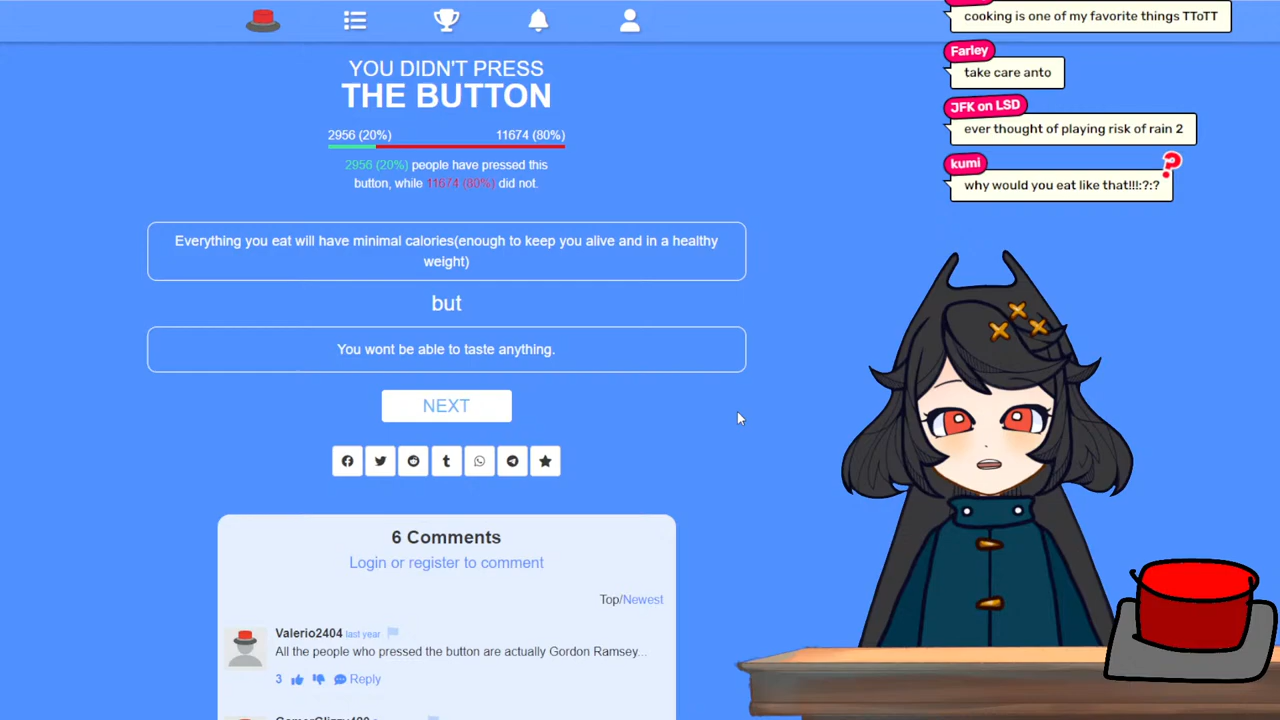 YOU DIDN'T PRESS
THE BUTTON
2956 (20%) 11674 (80%)
2956 (20%) people have pressed this
button, while 11674 (80%) did not.
Everything you eat will have minimal calories(enough to keep you alive and in a healthy
weight)
but
You wont be able to taste anything.
NEXT
6 Comments
Login or register to comment
Top/Newest
Valerio2404 last year
All the people who pressed the button are actually Gordon Ramsey...
3 Reply
cooking is one of my favorite things TToTT
Farley
take care anto
JFK on LSD
ever thought of playing risk of rain 2
kumi
?
why would you eat like that!!!:?:?